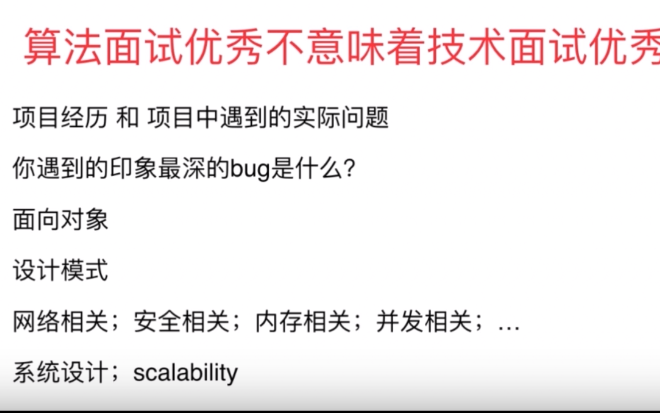 算法面试优秀不意味着技术面试优秀
项目经历 和 项目中遇到的实际问题
你遇到的印象最深的bug是什么？
面向对象
设计模式
网络相关；安全相关；内存相关；并发相关；…
系统设计；scalability